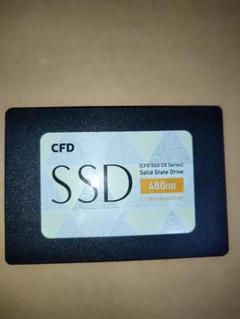 CFD
[CFD SSD CG Series]
Solid State Drive
SSD
480GB